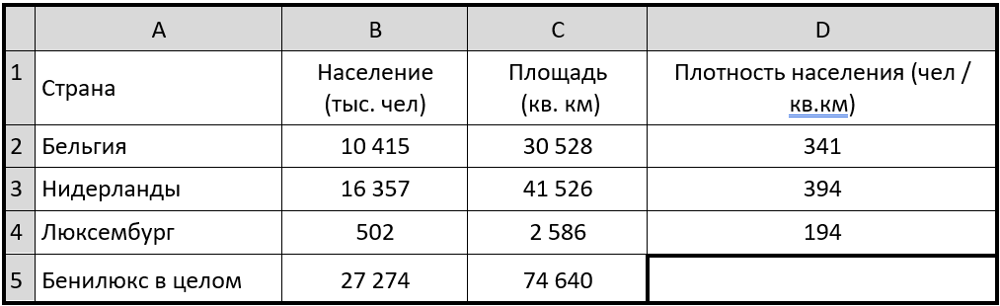 A B C D
1 Страна Население (тыс. чел) Площадь (кв. км) Плотность населения (чел / кв.км)
2 Бельгия 10 415 30 528 341
3 Нидерланды 16 357 41 526 394
4 Люксембург 502 2 586 194
5 Бенилюкс в целом 27 274 74 640